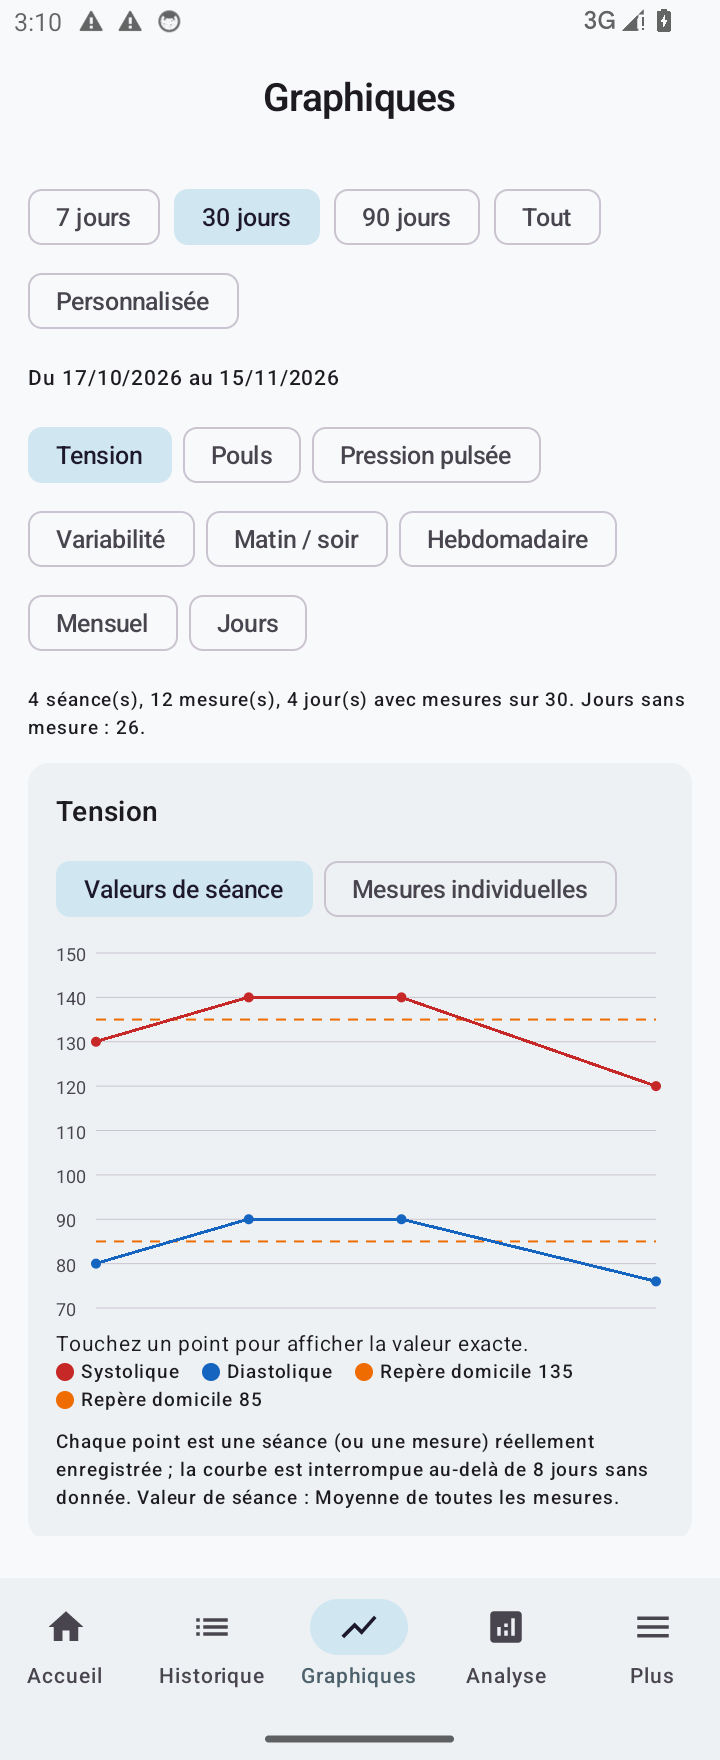 3:10 3G
Graphiques
7 jours 30 jours 90 jours Tout
Personnalisée
Du 17/10/2026 au 15/11/2026
Tension Pouls Pression pulsée
Variabilité Matin / soir Hebdomadaire
Mensuel Jours
4 séance(s), 12 mesure(s), 4 jour(s) avec mesures sur 30. Jours sans
mesure : 26.
Tension
Valeurs de séance Mesures individuelles
150
140
130
120
110
100
90
80
70
Touchez un point pour afficher la valeur exacte.
Systolique Diastolique Repère domicile 135
Repère domicile 85
Chaque point est une séance (ou une mesure) réellement
enregistrée ; la courbe est interrompue au-delà de 8 jours sans
donnée. Valeur de séance : Moyenne de toutes les mesures.
Accueil Historique Graphiques Analyse Plus